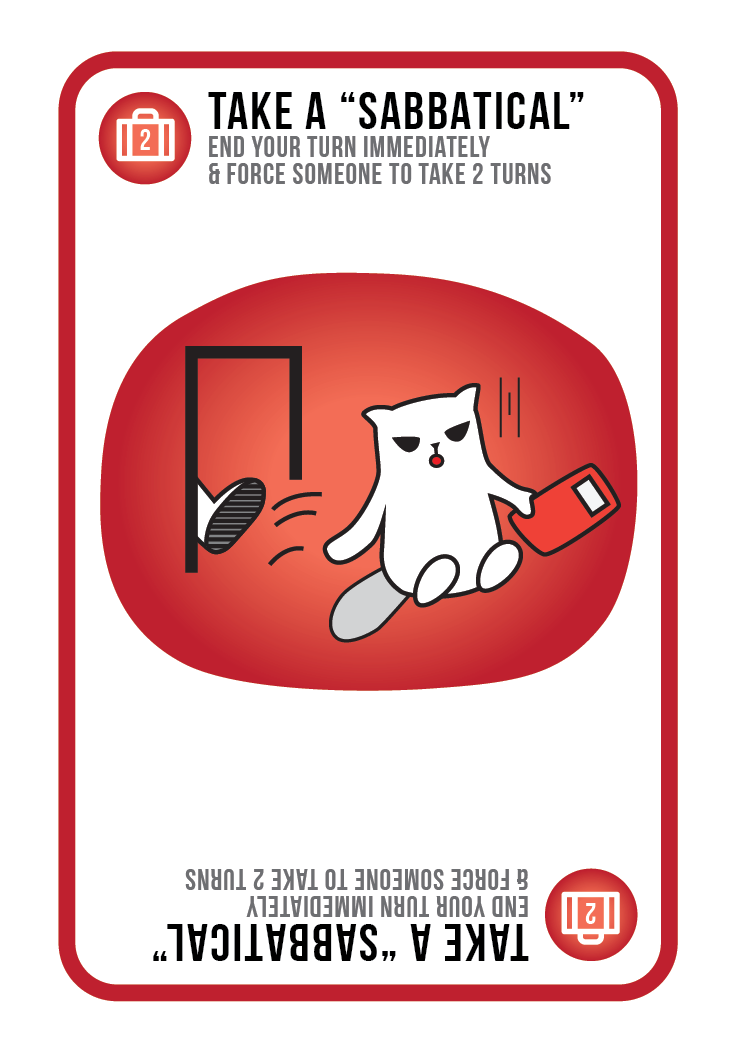 2
TAKE A “SABBATICAL”
END YOUR TURN IMMEDIATELY
& FORCE SOMEONE TO TAKE 2 TURNS
TAKE A “SABBATICAL”
END YOUR TURN IMMEDIATELY
& FORCE SOMEONE TO TAKE 2 TURNS
2